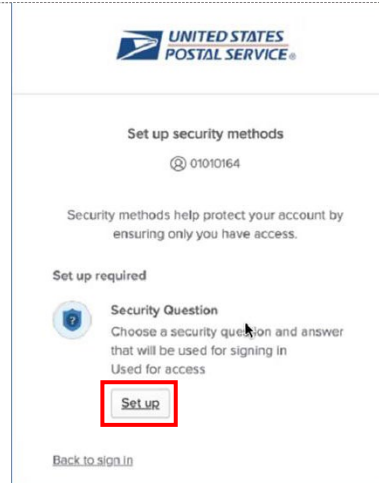 UNITED STATES
POSTAL SERVICE®
Set up security methods
01010164
Security methods help protect your account by
ensuring only you have access.
Set up required
Security Question
Choose a security question and answer
that will be used for signing in
Used for access
Set up
Back to sign in